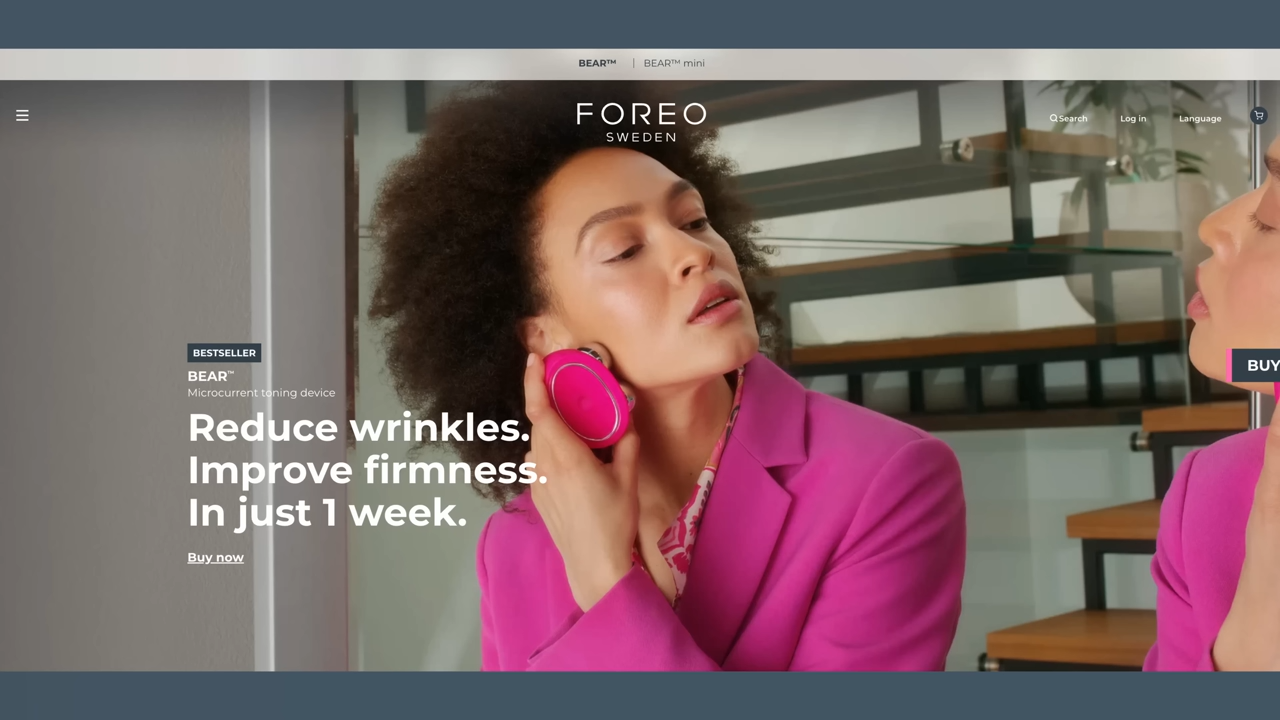 BEAR™ | BEAR™ mini
FOREO
SWEDEN
Search
Log in
Language
BESTSELLER
BEAR™
Microcurrent toning device
Reduce wrinkles.
Improve firmness.
In just 1 week.
Buy now
BUY